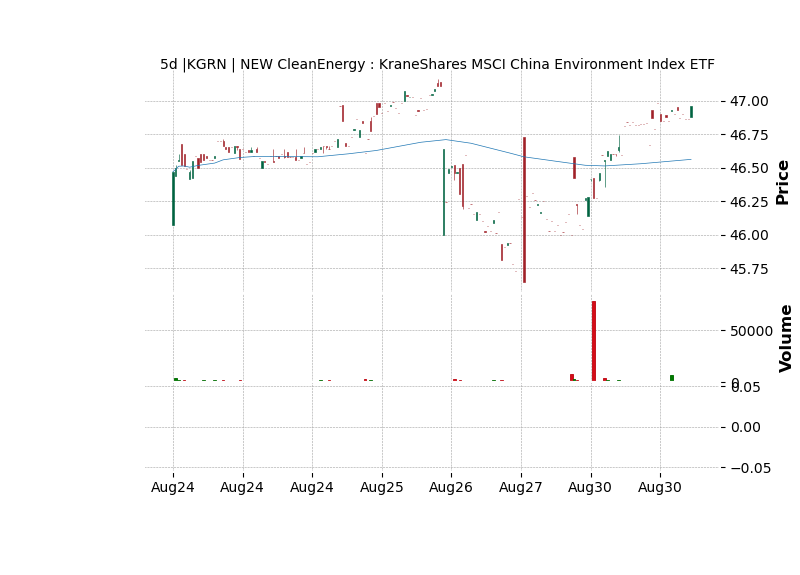 5d |KGRN | NEW CleanEnergy : KraneShares MSCI China Environment Index ETF
47.00
46.75
46.50
46.25
46.00
45.75
Price
50000
0
Volume
0.05
0.00
−0.05
Aug24 Aug24 Aug24 Aug25 Aug26 Aug27 Aug30 Aug30